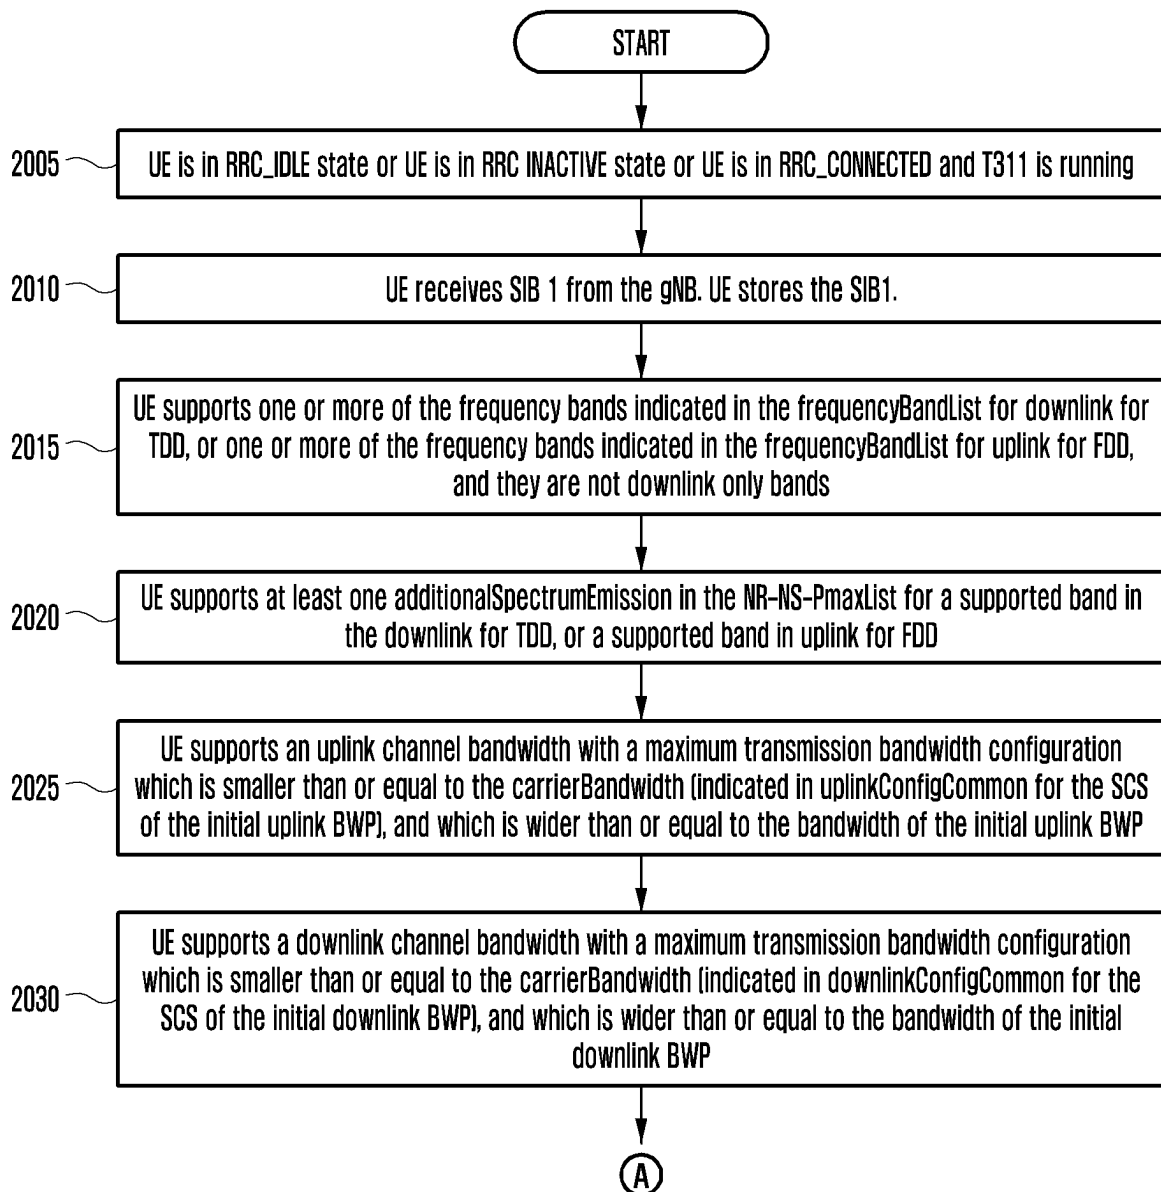 START
2005
UE is in RRC_IDLE state or UE is in RRC INACTIVE state or UE is in RRC_CONNECTED and T311 is running
2010
UE receives SIB 1 from the gNB. UE stores the SIB1.
2015
UE supports one or more of the frequency bands indicated in the frequencyBandList for downlink for
TDD, or one or more of the frequency bands indicated in the frequencyBandList for uplink for FDD,
and they are not downlink only bands
2020
UE supports at least one additionalSpectrumEmission in the NR-NS-PmaxList for a supported band in
the downlink for TDD, or a supported band in uplink for FDD
2025
UE supports an uplink channel bandwidth with a maximum transmission bandwidth configuration
which is smaller than or equal to the carrierBandwidth (indicated in uplinkConfigCommon for the SCS
of the initial uplink BWP), and which is wider than or equal to the bandwidth of the initial uplink BWP
2030
UE supports a downlink channel bandwidth with a maximum transmission bandwidth configuration
which is smaller than or equal to the carrierBandwidth (indicated in downlinkConfigCommon for the
SCS of the initial downlink BWP), and which is wider than or equal to the bandwidth of the initial
downlink BWP
A